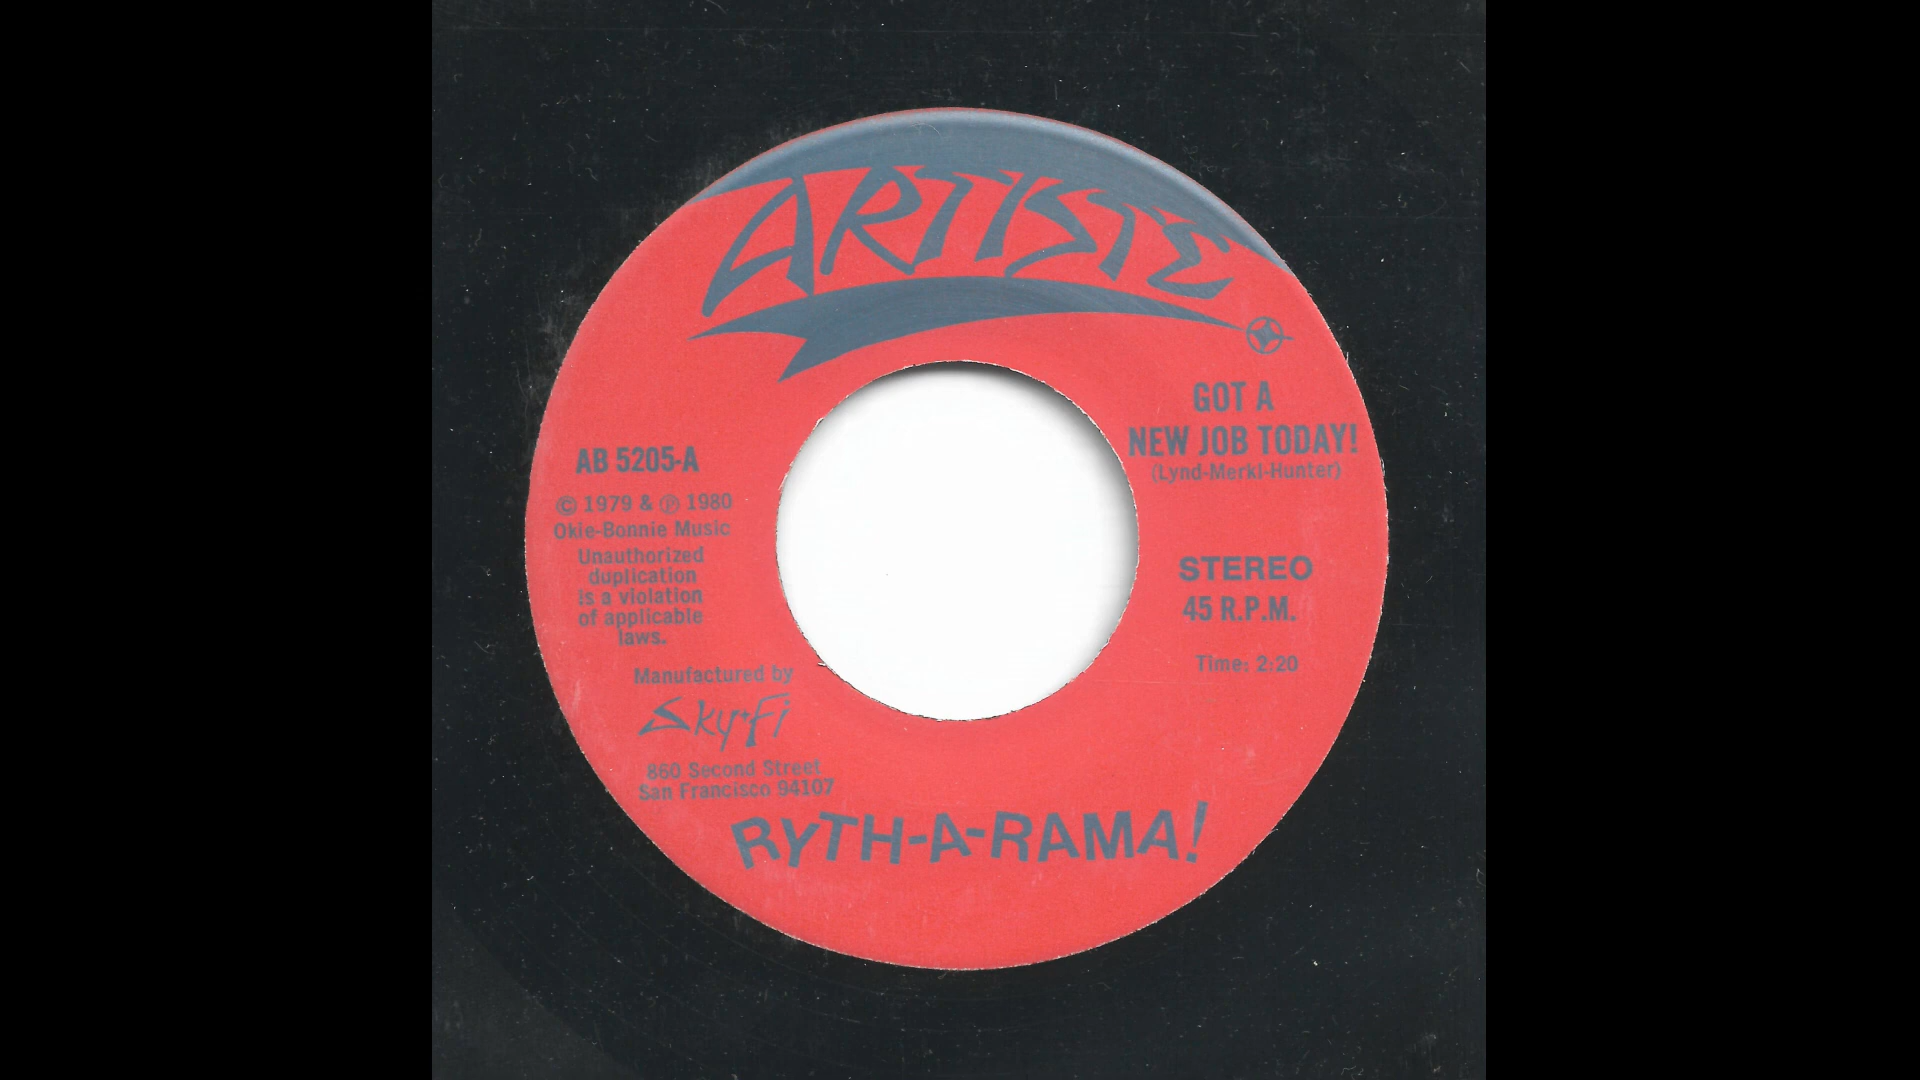 ARTISTE
GOT A
NEW JOB TODAY!
(Lynd-Merkl-Hunter)
AB 5205-A
© 1979 & ℗ 1980
Okie-Bonnie Music
Unauthorized
duplication
is a violation
of applicable
laws.
STEREO
45 R.P.M.
Time: 2:20
Manufactured by
Sky-Fi
860 Second Street
San Francisco 94107
RYTH-A-RAMA!